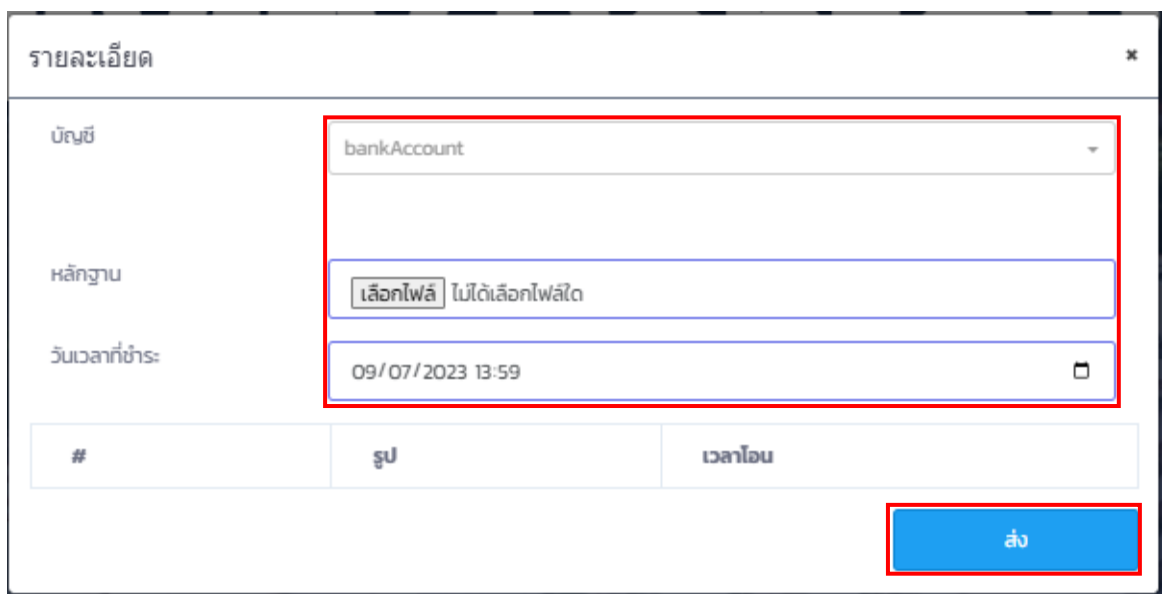 รายละเอียด
บัญชี
bankAccount
หลักฐาน
เลือกไฟล์ ไม่ได้เลือกไฟล์ใด
วันเวลาที่ชำระ
09/07/2023 13:59
# รูป เวลาโอน
ส่ง